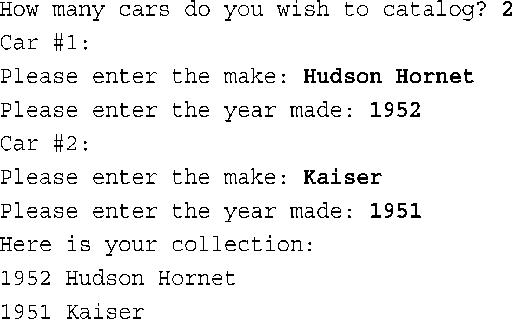 How many cars do you wish to catalog? 2
Car #1:
Please enter the make: Hudson Hornet
Please enter the year made: 1952
Car #2:
Please enter the make: Kaiser
Please enter the year made: 1951
Here is your collection:
1952 Hudson Hornet
1951 Kaiser